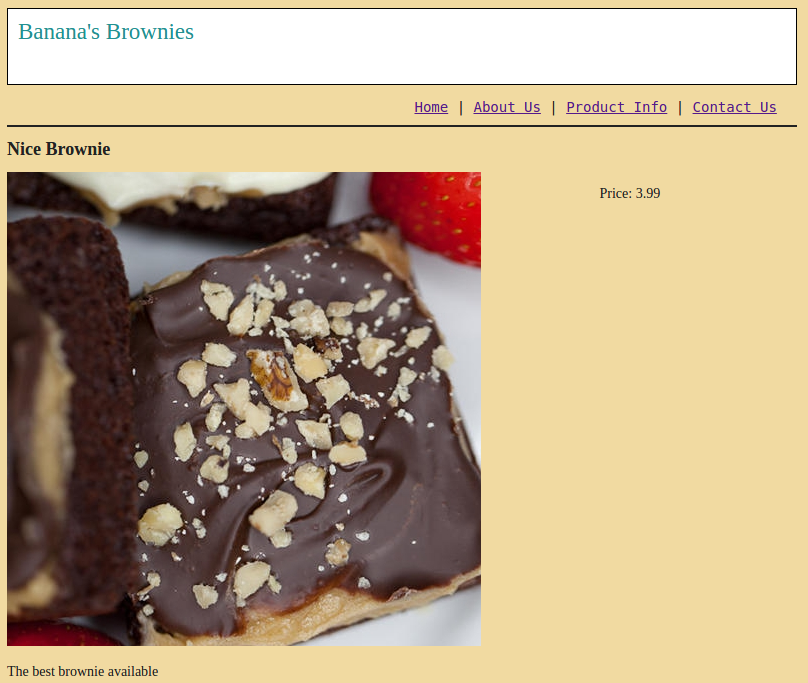 Banana's Brownies
Home | About Us | Product Info | Contact Us
Nice Brownie
Price: 3.99
The best brownie available